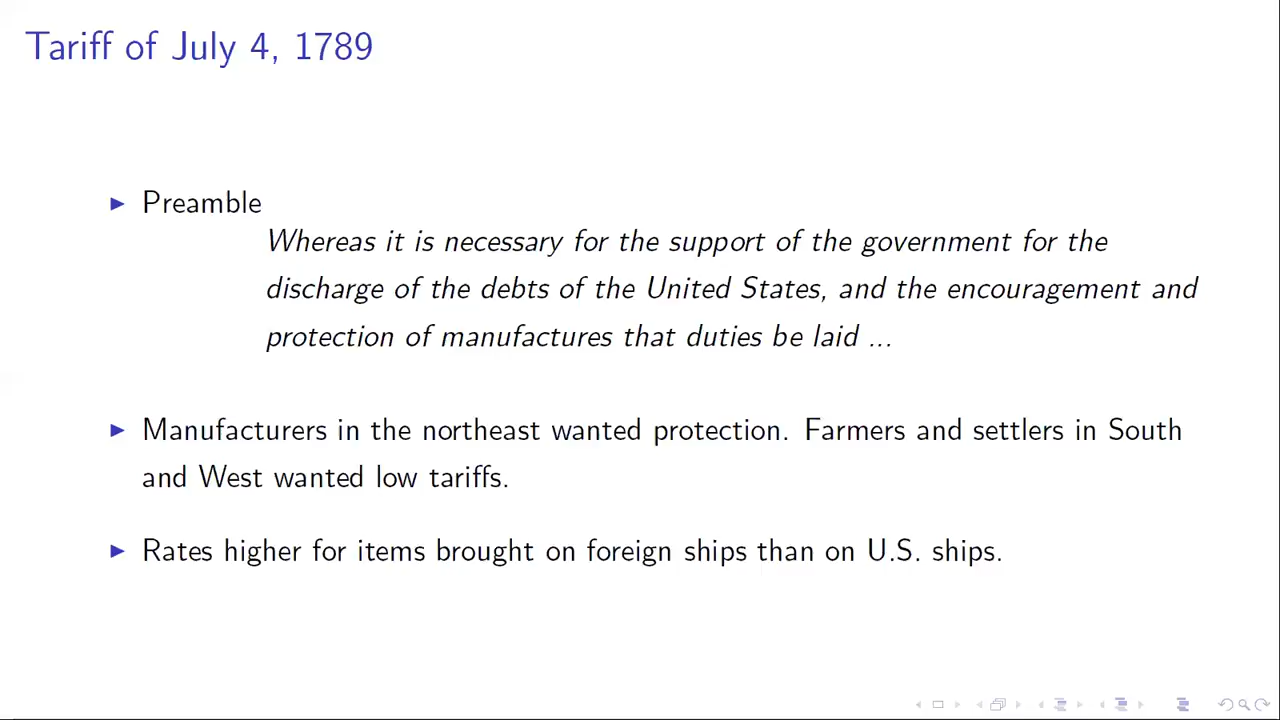 Tariff of July 4, 1789
Preamble
Whereas it is necessary for the support of the government for the
discharge of the debts of the United States, and the encouragement and
protection of manufactures that duties be laid ...
Manufacturers in the northeast wanted protection. Farmers and settlers in South
and West wanted low tariffs.
Rates higher for items brought on foreign ships than on U.S. ships.